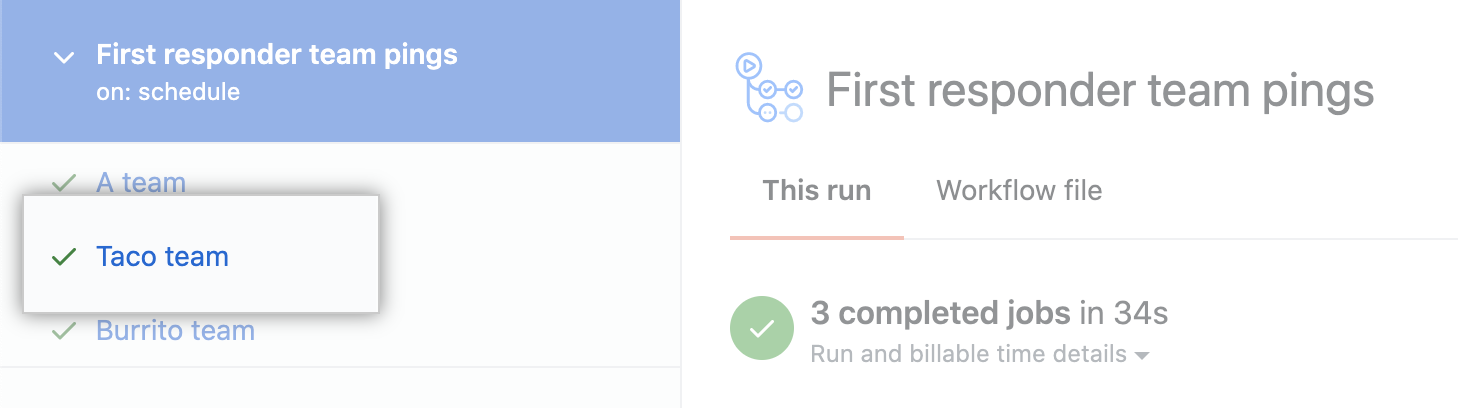 First responder team pings
on: schedule
A team
Taco team
Burrito team
First responder team pings
This run
Workflow file
3 completed jobs in 34s
Run and billable time details